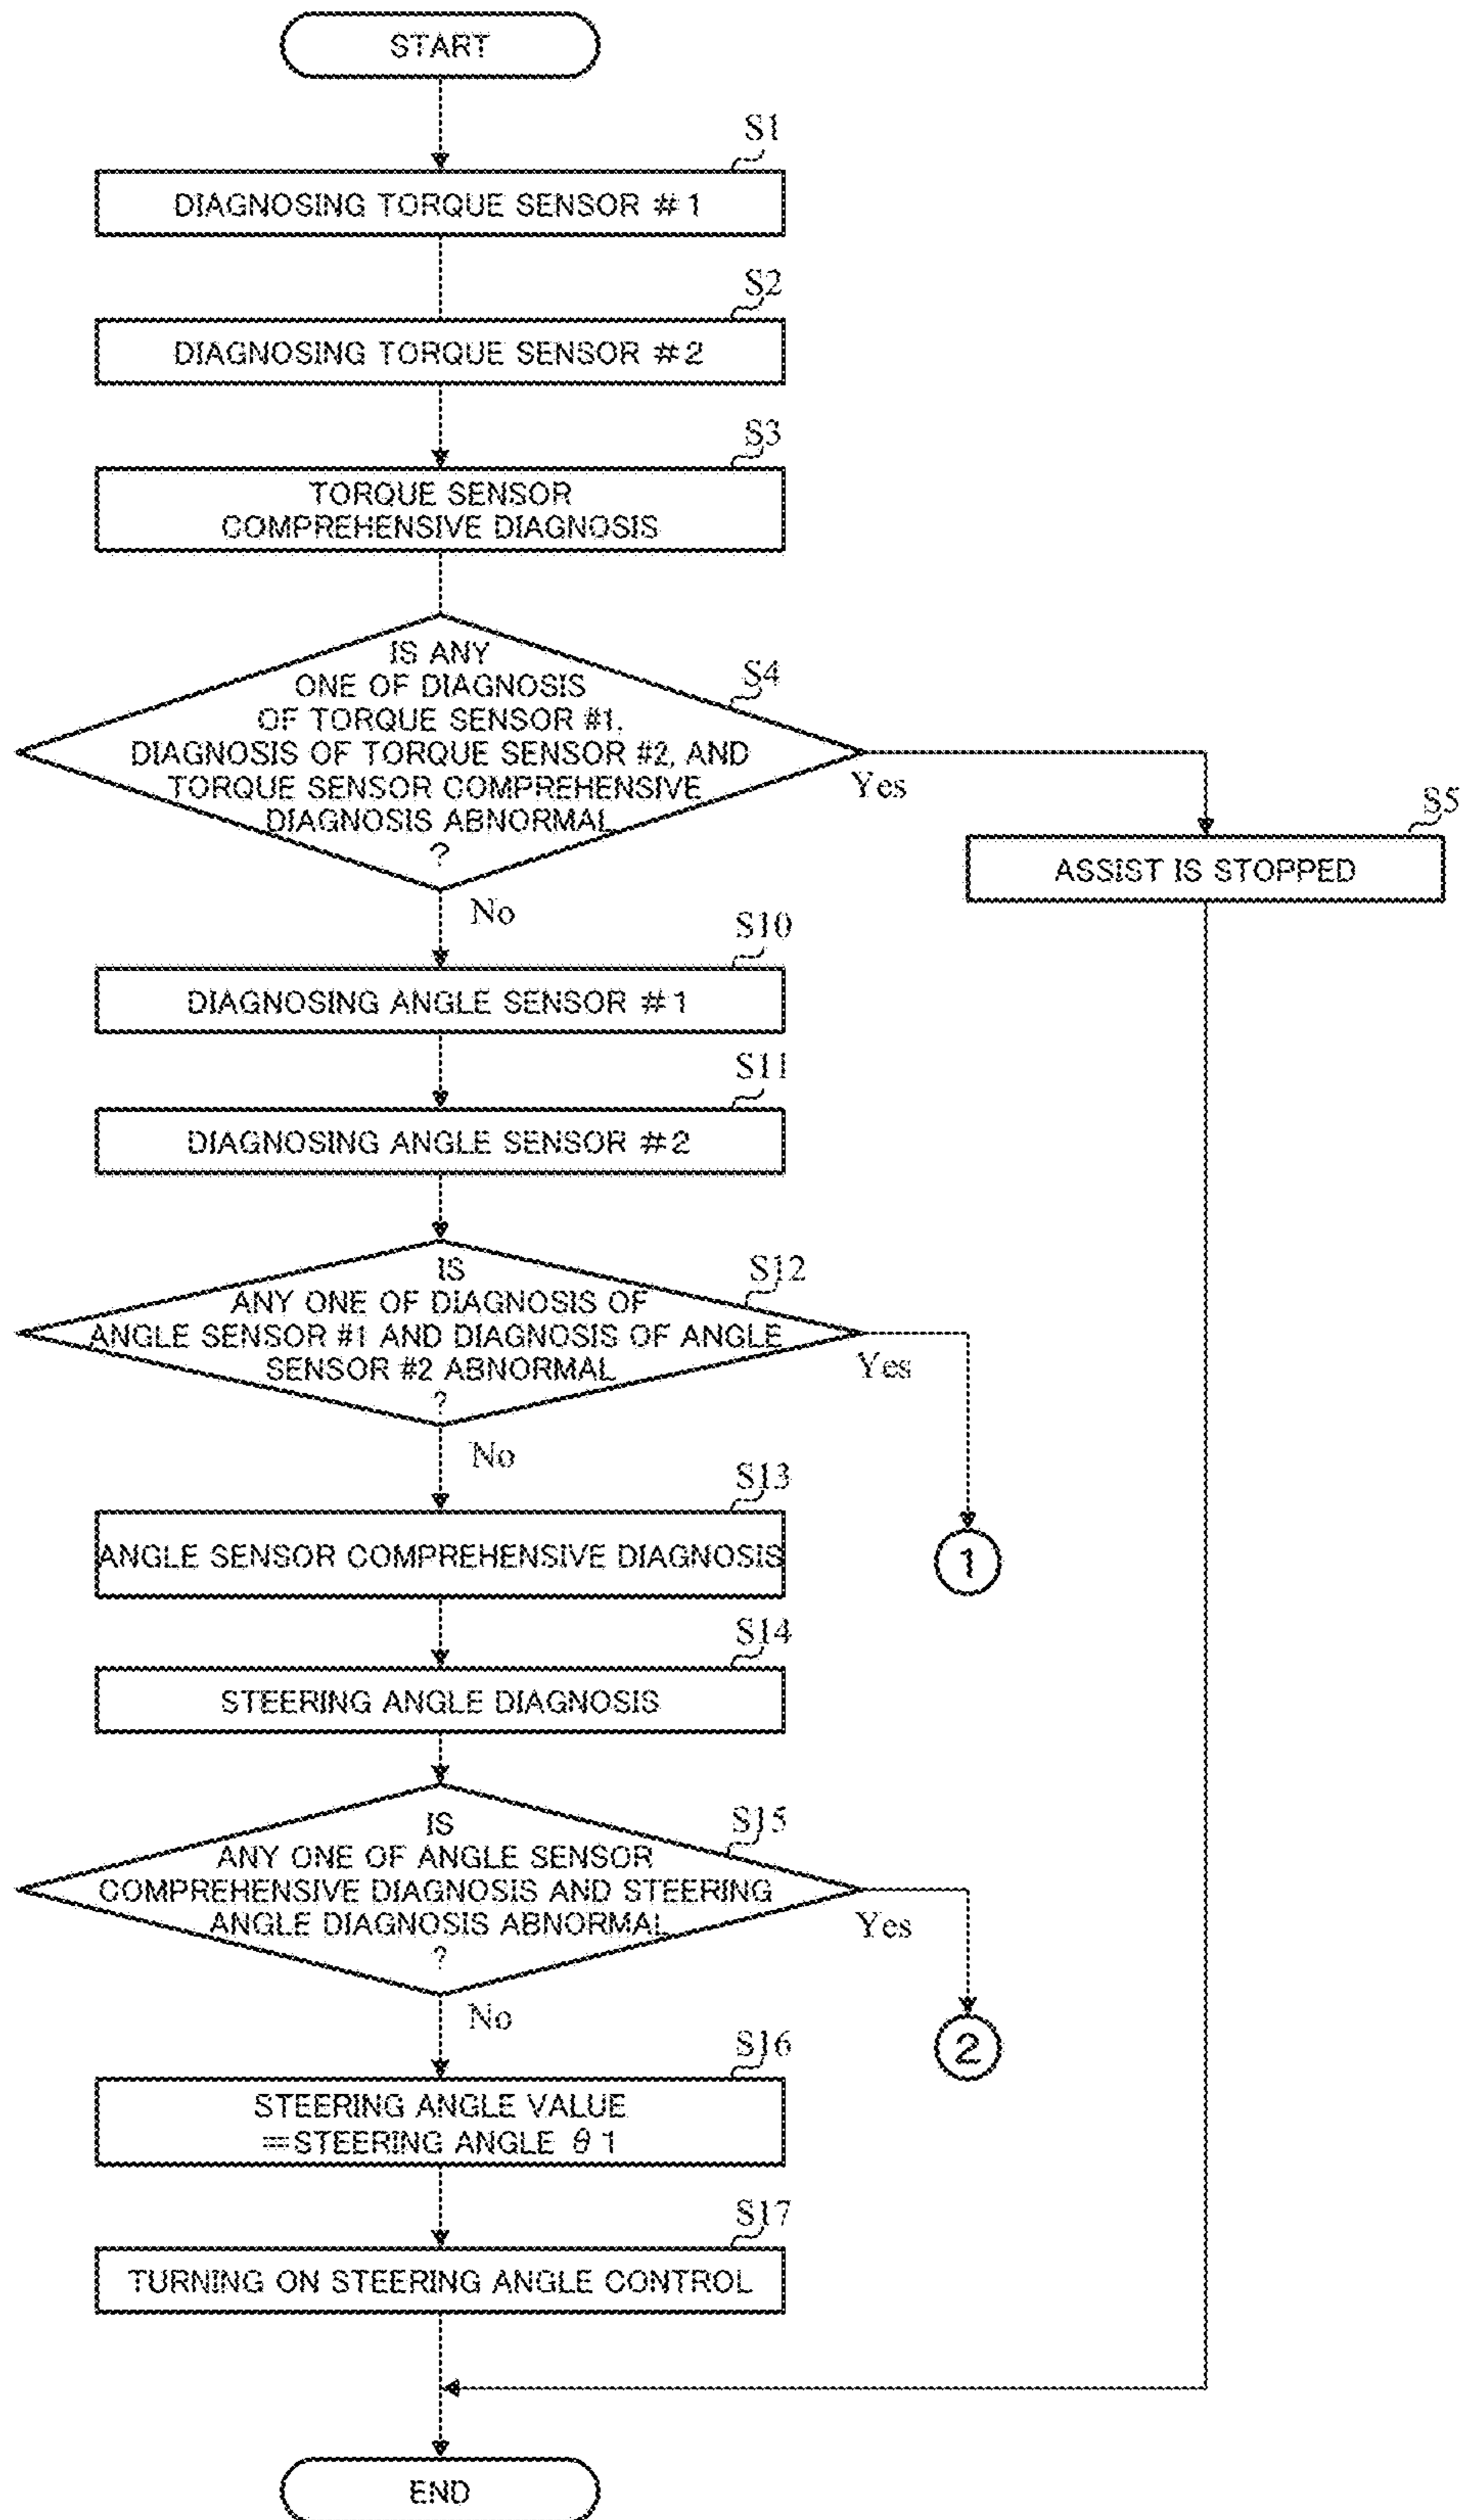 START
S1
DIAGNOSING TORQUE SENSOR #1
S2
DIAGNOSING TORQUE SENSOR #2
S3
TORQUE SENSOR
COMPREHENSIVE DIAGNOSIS
S4
IS ANY
ONE OF DIAGNOSIS
OF TORQUE SENSOR #1,
DIAGNOSIS OF TORQUE SENSOR #2, AND
TORQUE SENSOR COMPREHENSIVE
DIAGNOSIS ABNORMAL
?
Yes
S5
ASSIST IS STOPPED
No
S10
DIAGNOSING ANGLE SENSOR #1
S11
DIAGNOSING ANGLE SENSOR #2
S12
IS
ANY ONE OF DIAGNOSIS OF
ANGLE SENSOR #1 AND DIAGNOSIS OF ANGLE
SENSOR #2 ABNORMAL
?
Yes
1
No
S13
ANGLE SENSOR COMPREHENSIVE DIAGNOSIS
S14
STEERING ANGLE DIAGNOSIS
S15
IS
ANY ONE OF ANGLE SENSOR
COMPREHENSIVE DIAGNOSIS AND STEERING
ANGLE DIAGNOSIS ABNORMAL
?
Yes
2
No
S16
STEERING ANGLE VALUE
=STEERING ANGLE θ1
S17
TURNING ON STEERING ANGLE CONTROL
END